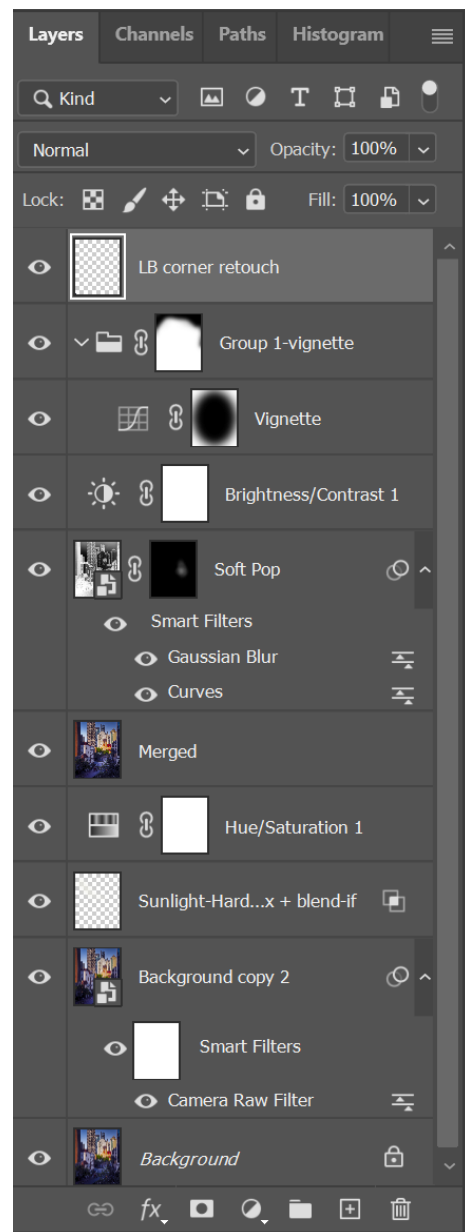 Layers Channels Paths Histogram
Kind
Normal Opacity: 100%
Lock: Fill: 100%
LB corner retouch
Group 1-vignette
Vignette
Brightness/Contrast 1
Soft Pop
Smart Filters
Gaussian Blur
Curves
Merged
Hue/Saturation 1
Sunlight-Hard...x + blend-if
Background copy 2
Smart Filters
Camera Raw Filter
Background
fx